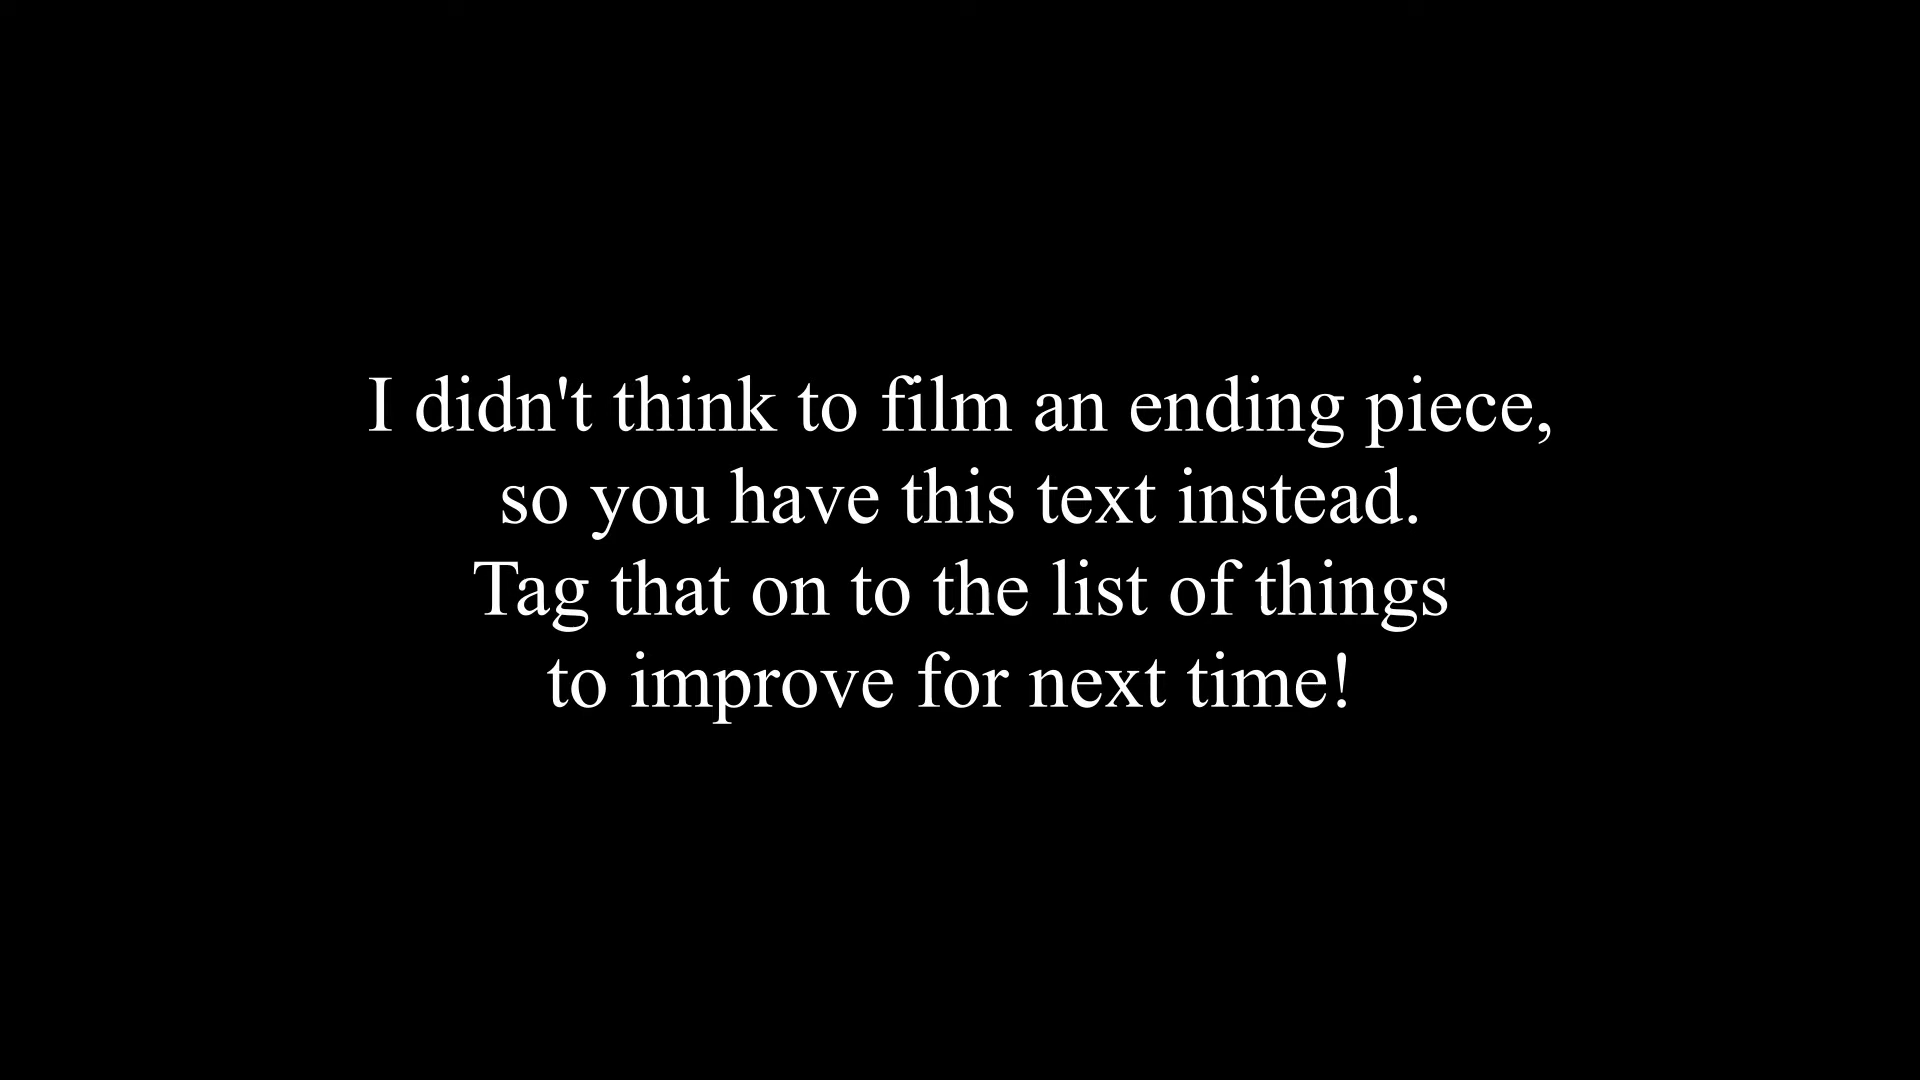 I didn't think to film an ending piece,
so you have this text instead.
Tag that on to the list of things
to improve for next time!